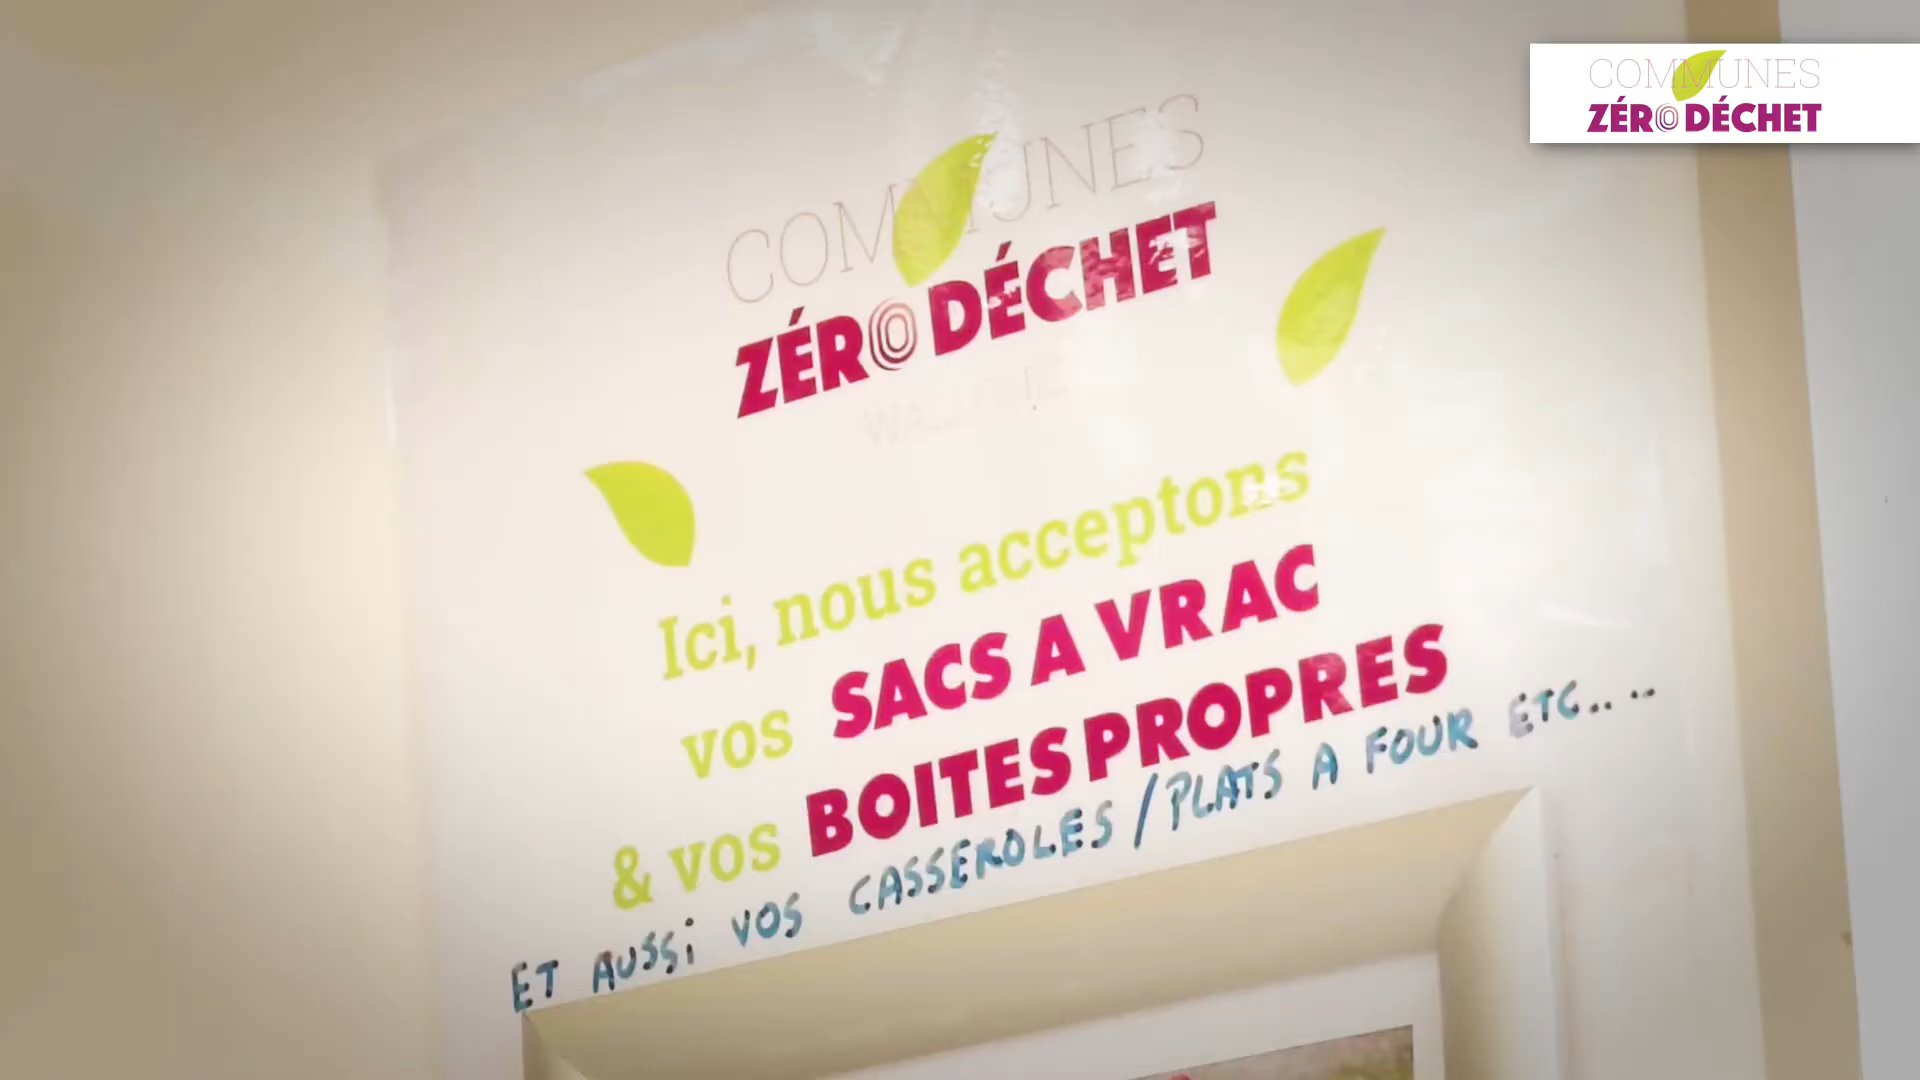 COMMUNES
ZÉRO DÉCHET
COMMUNES
ZÉRO DÉCHET
WALLONIE
Ici, nous acceptons
vos SACS A VRAC
& vos BOITES PROPRES
ET AUSSI VOS CASSEROLES/PLATS A FOUR ETC.. ..